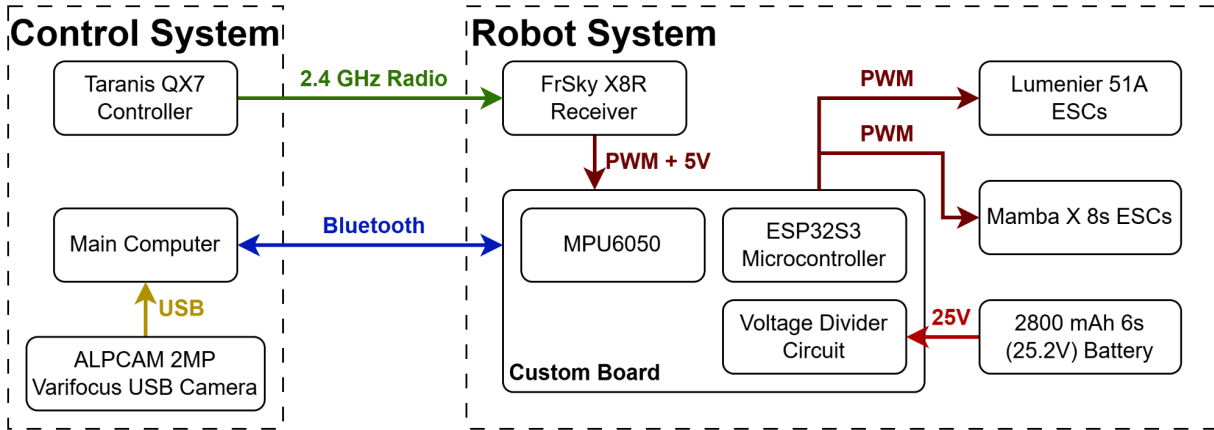 Control System
Robot System
Taranis QX7
Controller
2.4 GHz Radio
FrSky X8R
Receiver
PWM
Lumenier 51A
ESCs
PWM
PWM + 5V
Mamba X 8s ESCs
Main Computer
Bluetooth
MPU6050
ESP32S3
Microcontroller
USB
ALPCAM 2MP
Varifocus USB Camera
Voltage Divider
Circuit
25V
2800 mAh 6s
(25.2V) Battery
Custom Board